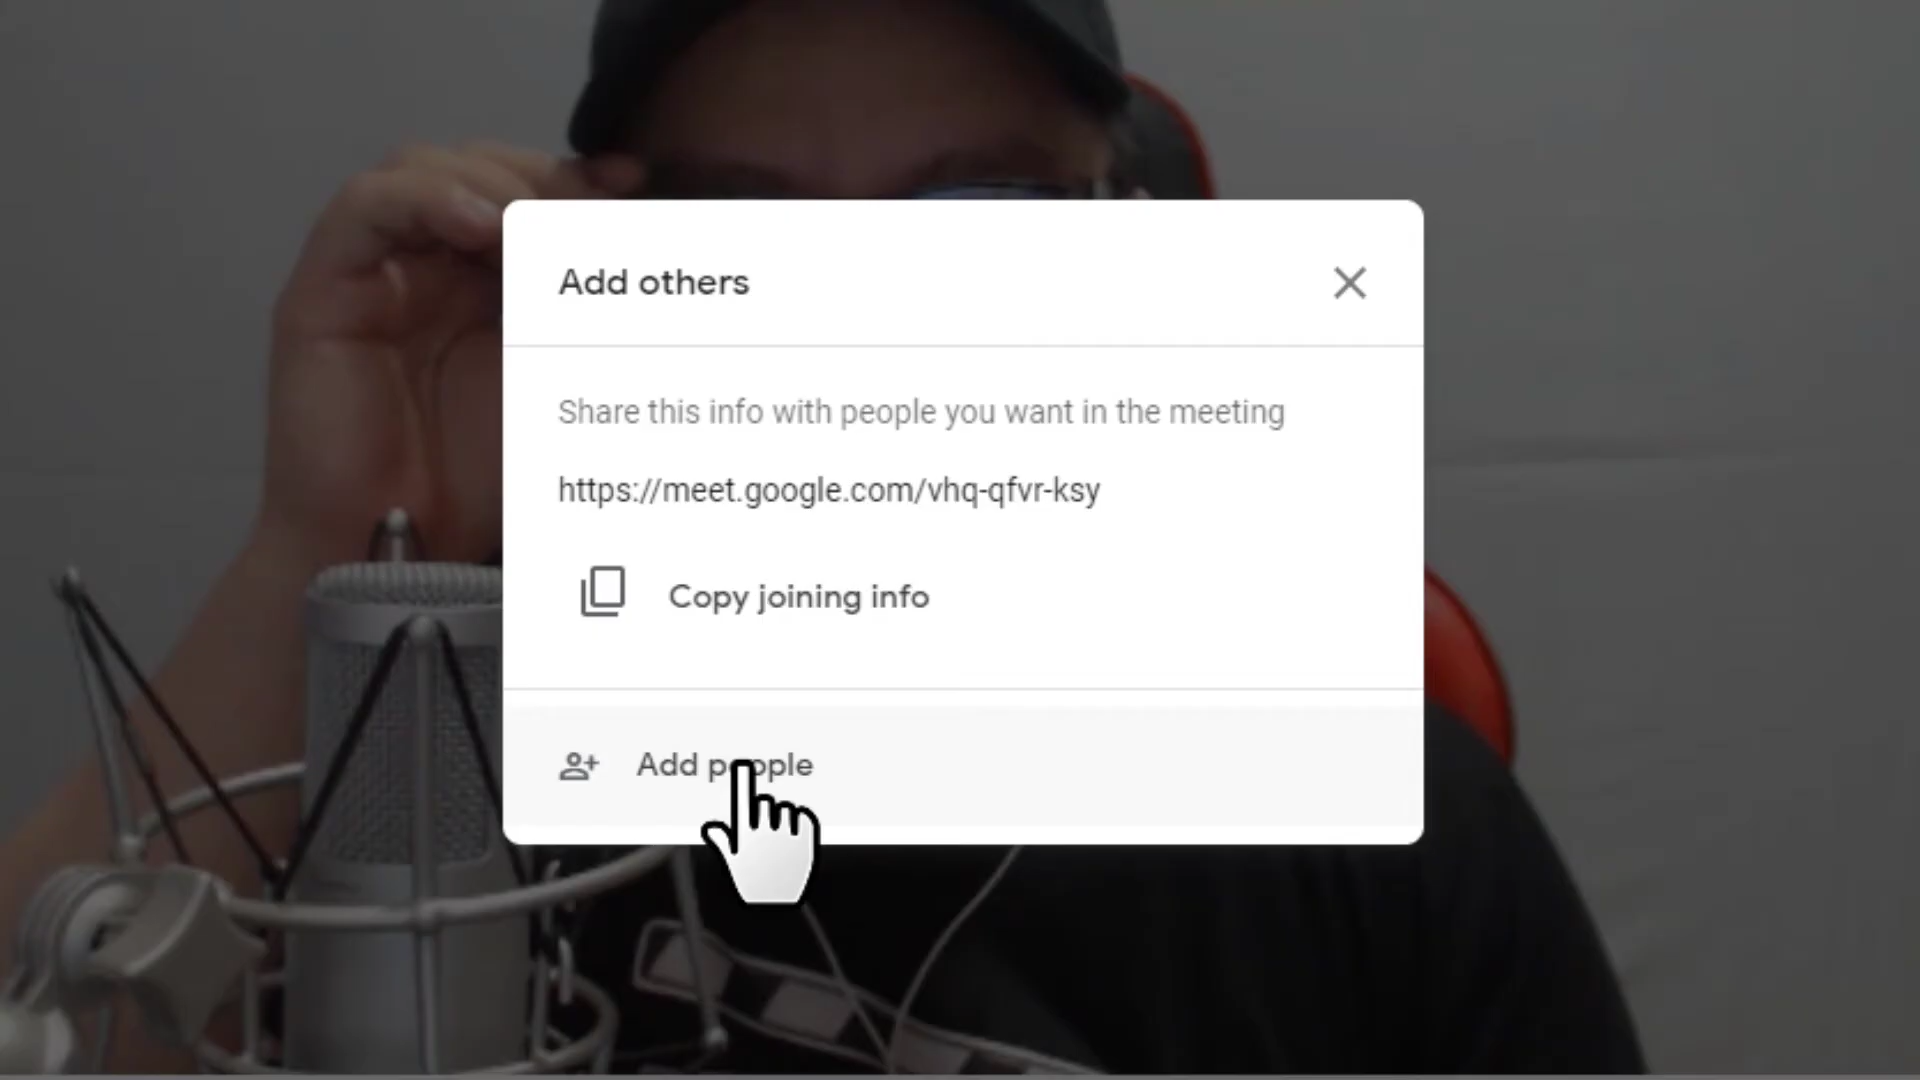 Add others
Share this info with people you want in the meeting
https://meet.google.com/vhq-qfvr-ksy
Copy joining info
Add people